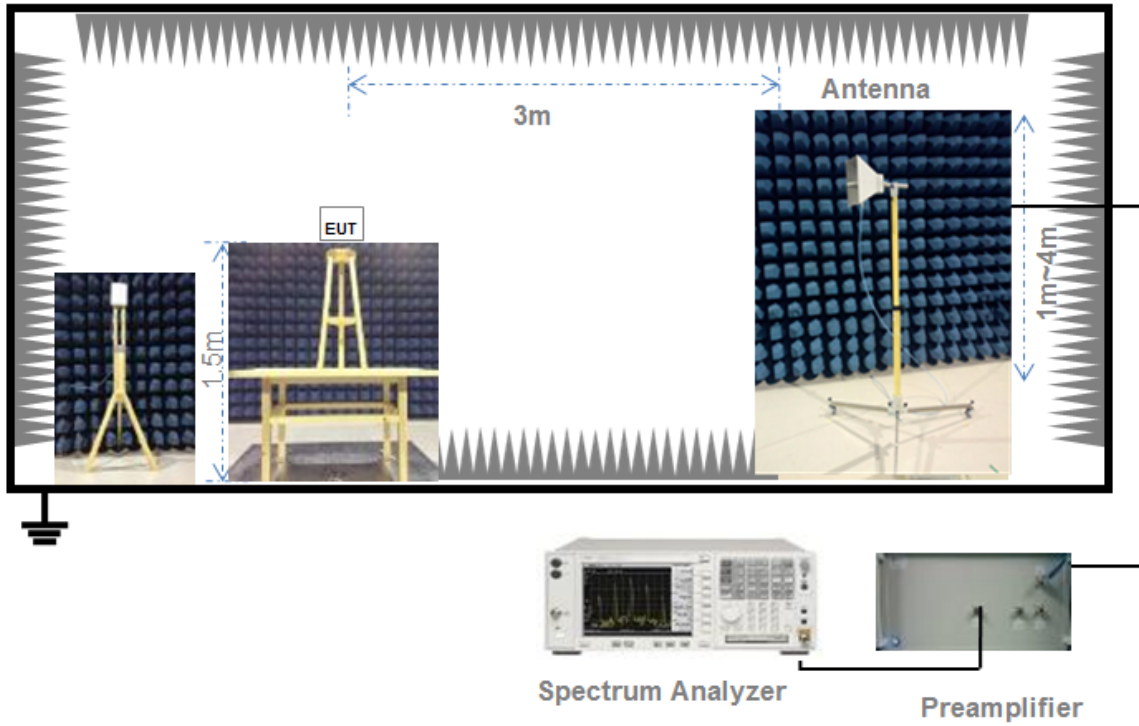 Antenna
3m
EUT
1.5m
1m~4m
Spectrum Analyzer
Preamplifier